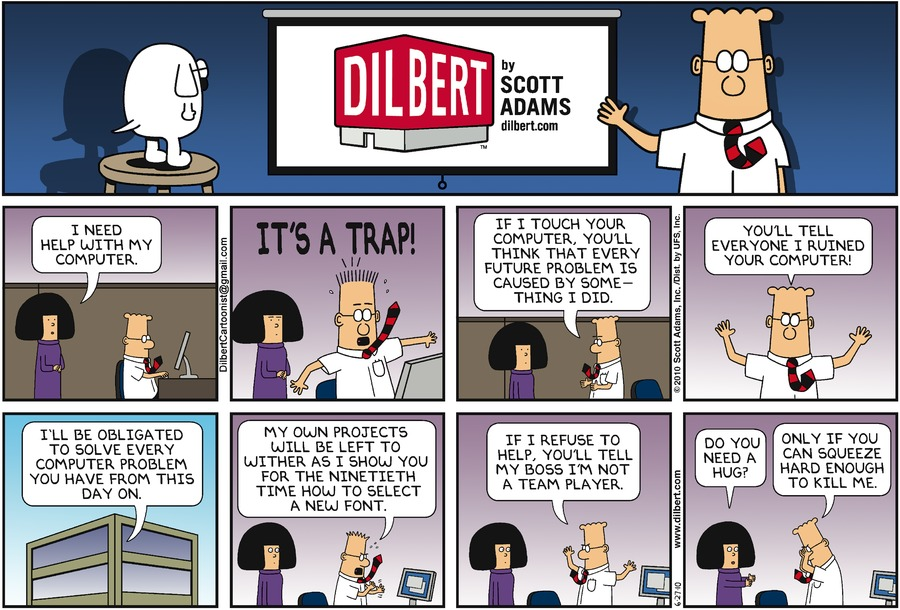 DILBERT
TM
by
SCOTT
ADAMS
dilbert.com
I NEED
HELP WITH MY
COMPUTER.
DilbertCartoonist@gmail.com
IT'S A TRAP!
IF I TOUCH YOUR
COMPUTER, YOU'LL
THINK THAT EVERY
FUTURE PROBLEM IS
CAUSED BY SOME-
THING I DID.
© 2010 Scott Adams, Inc. /Dist. by UFS, Inc.
YOU'LL TELL
EVERYONE I RUINED
YOUR COMPUTER!
I'LL BE OBLIGATED
TO SOLVE EVERY
COMPUTER PROBLEM
YOU HAVE FROM THIS
DAY ON.
MY OWN PROJECTS
WILL BE LEFT TO
WITHER AS I SHOW YOU
FOR THE NINETIETH
TIME HOW TO SELECT
A NEW FONT.
IF I REFUSE TO
HELP, YOU'LL TELL
MY BOSS I'M NOT
A TEAM PLAYER.
www.dilbert.com
6-27-10
DO YOU
NEED A
HUG?
ONLY IF YOU
CAN SQUEEZE
HARD ENOUGH
TO KILL ME.